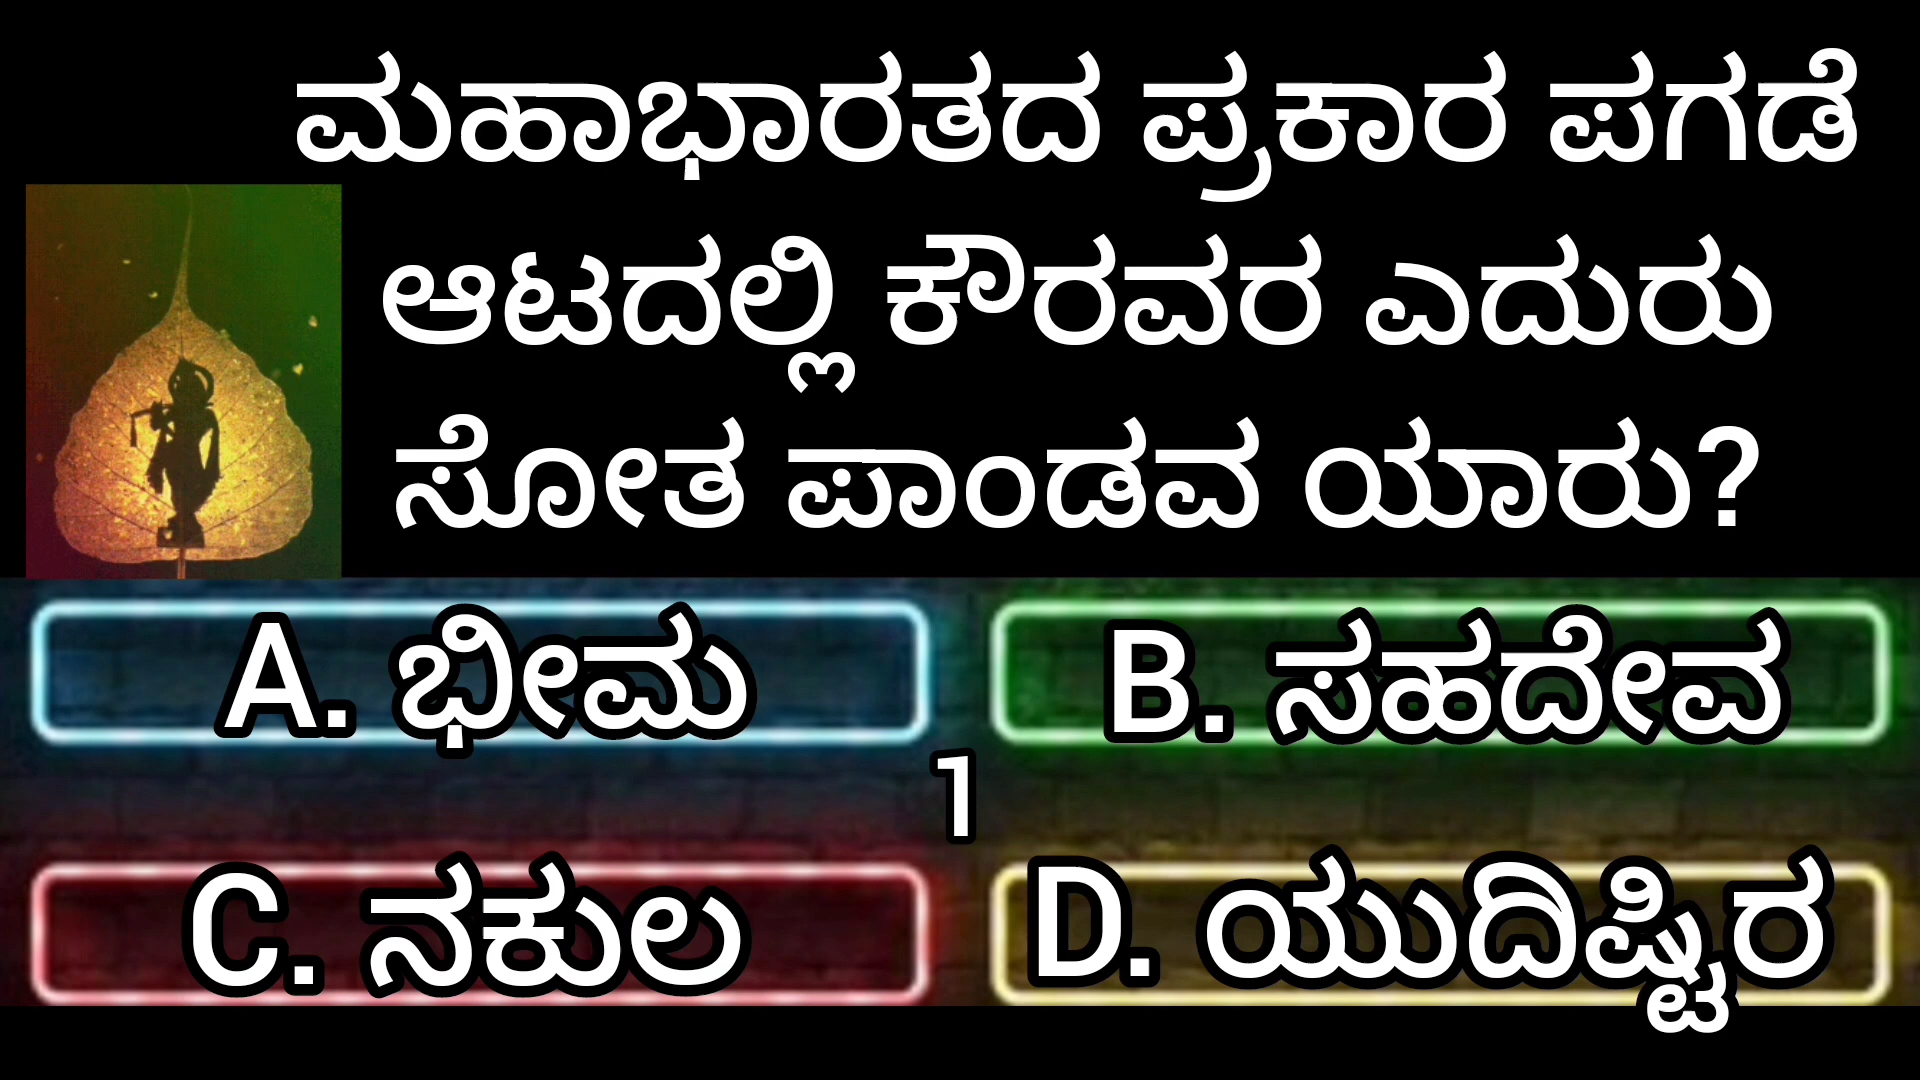 ಮಹಾಭಾರತದ ಪ್ರಕಾರ ಪಗಡೆ
ಆಟದಲ್ಲಿ ಕೌರವರ ಎದುರು
ಸೋತ ಪಾಂಡವ ಯಾರು?
A. ಭೀಮ
B. ಸಹದೇವ
1
C. ನಕುಲ
D. ಯುದಿಷ್ಟಿರ